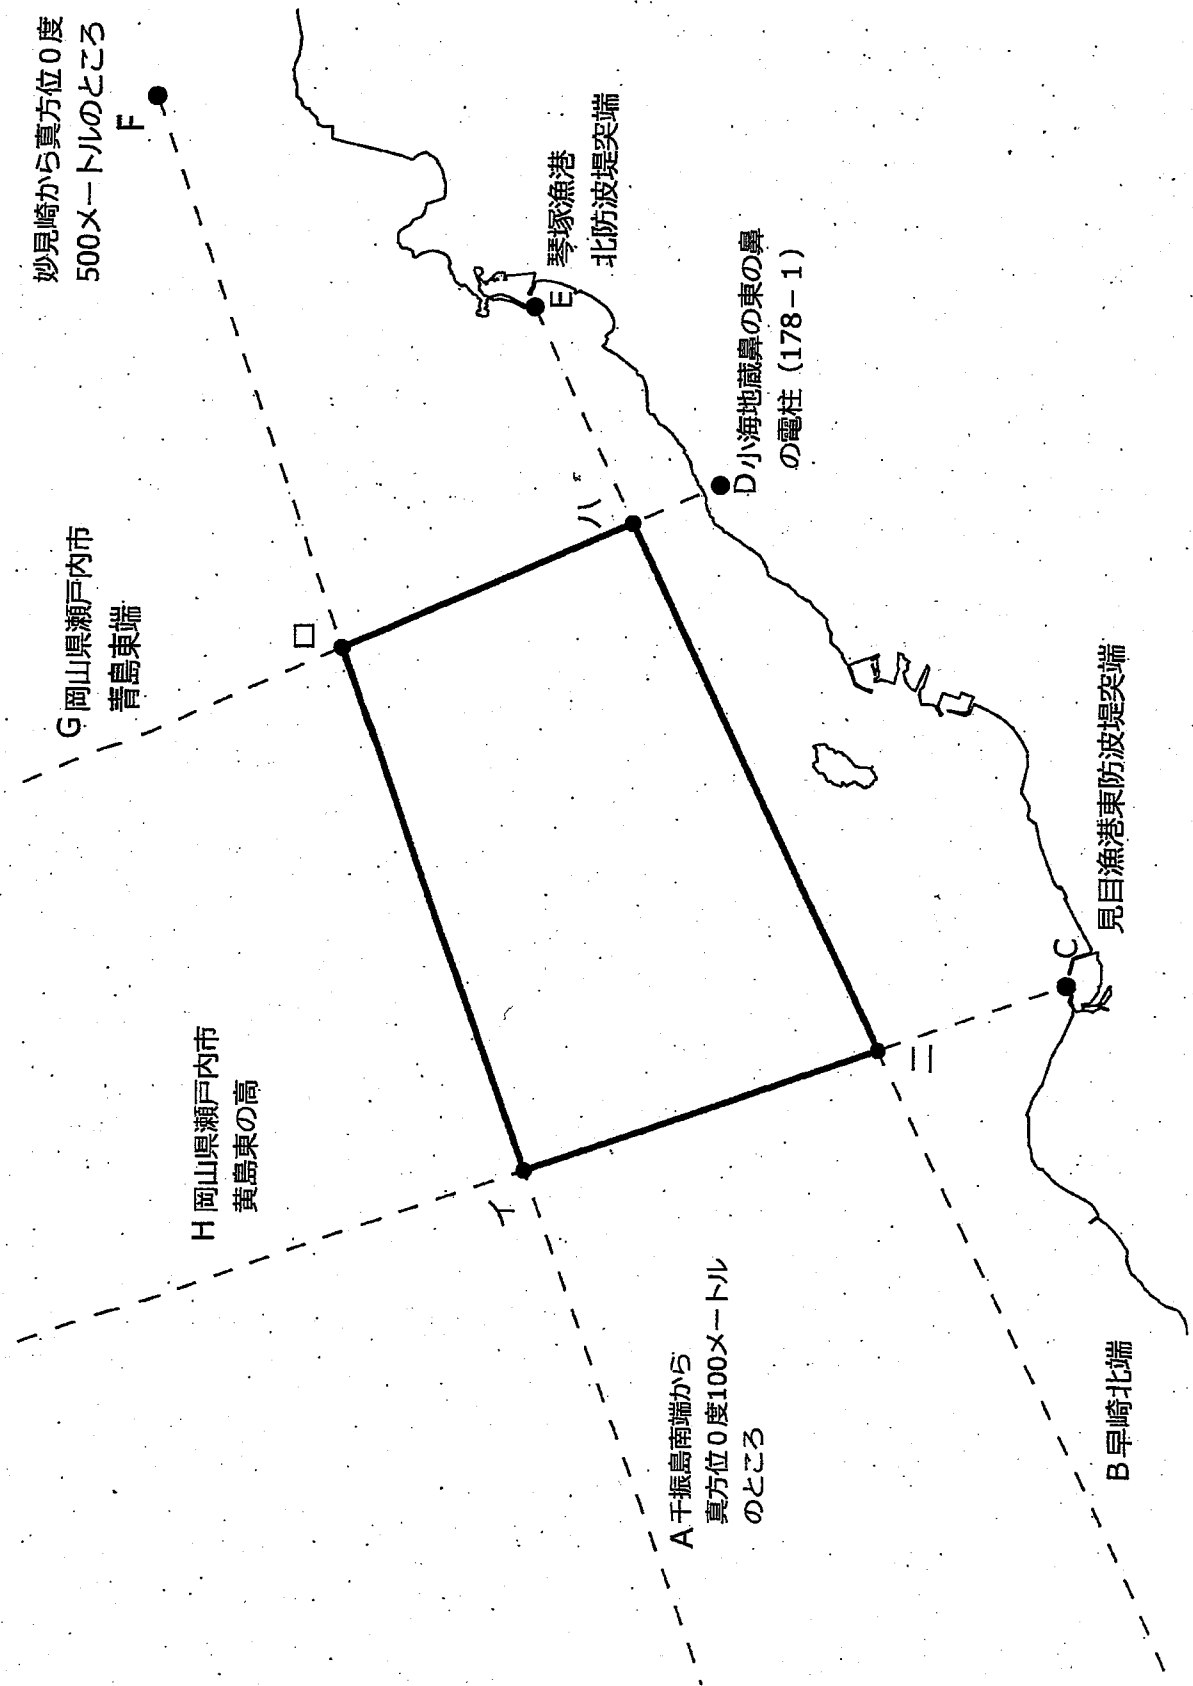 F
妙見崎から真方位0度
500メートルのところ
E
琴塚漁港
北防波堤突端
D小海地蔵鼻の東の鼻
の電柱（178－1）
G岡山県瀬戸内市
青島東端
ロ
ハ
見目漁港東防波堤突端
C
H岡山県瀬戸内市
黄島東の高
イ
ニ
A千振島南端から
真方位0度100メートル
のところ
B早崎北端